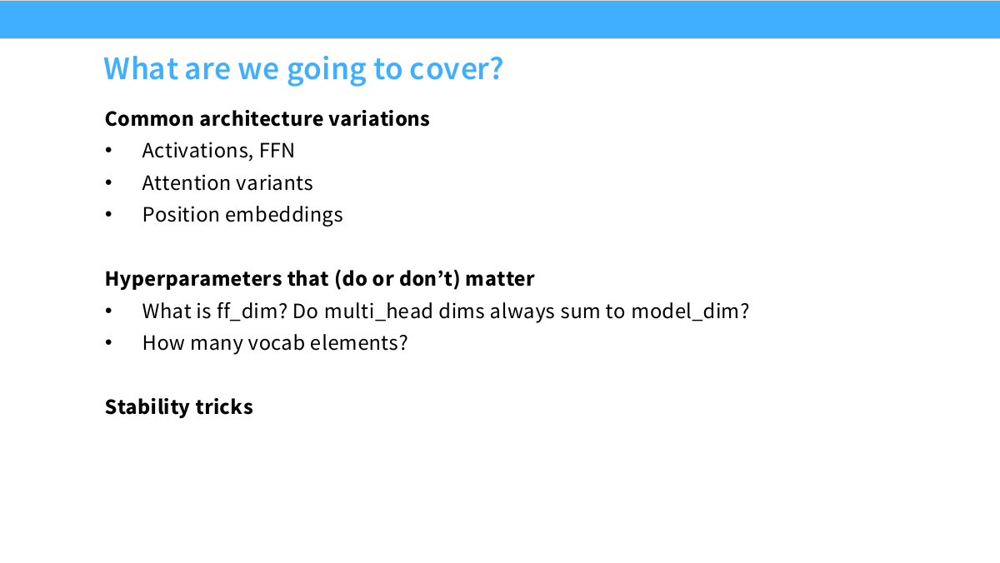 What are we going to cover?
Common architecture variations
• Activations, FFN
• Attention variants
• Position embeddings
Hyperparameters that (do or don’t) matter
• What is ff_dim? Do multi_head dims always sum to model_dim?
• How many vocab elements?
Stability tricks